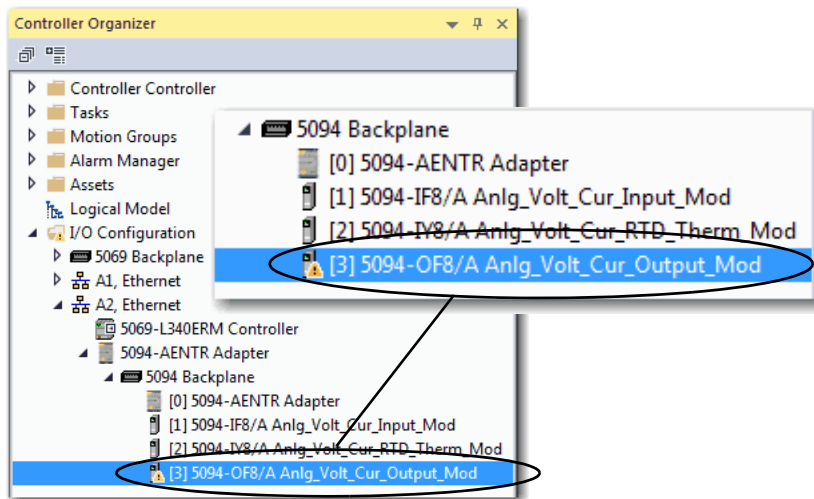 Controller Organizer
Controller Controller
Tasks
Motion Groups
Alarm Manager
Assets
Logical Model
I/O Configuration
5069 Backplane
A1, Ethernet
A2, Ethernet
5069-L340ERM Controller
5094-AENTR Adapter
5094 Backplane
[0] 5094-AENTR Adapter
[1] 5094-IF8/A Anlg_Volt_Cur_Input_Mod
[2] 5094-IY8/A Anlg_Volt_Cur_RTD_Therm_Mod
[3] 5094-OF8/A Anlg_Volt_Cur_Output_Mod
5094 Backplane
[0] 5094-AENTR Adapter
[1] 5094-IF8/A Anlg_Volt_Cur_Input_Mod
[2] 5094-IY8/A Anlg_Volt_Cur_RTD_Therm_Mod
[3] 5094-OF8/A Anlg_Volt_Cur_Output_Mod